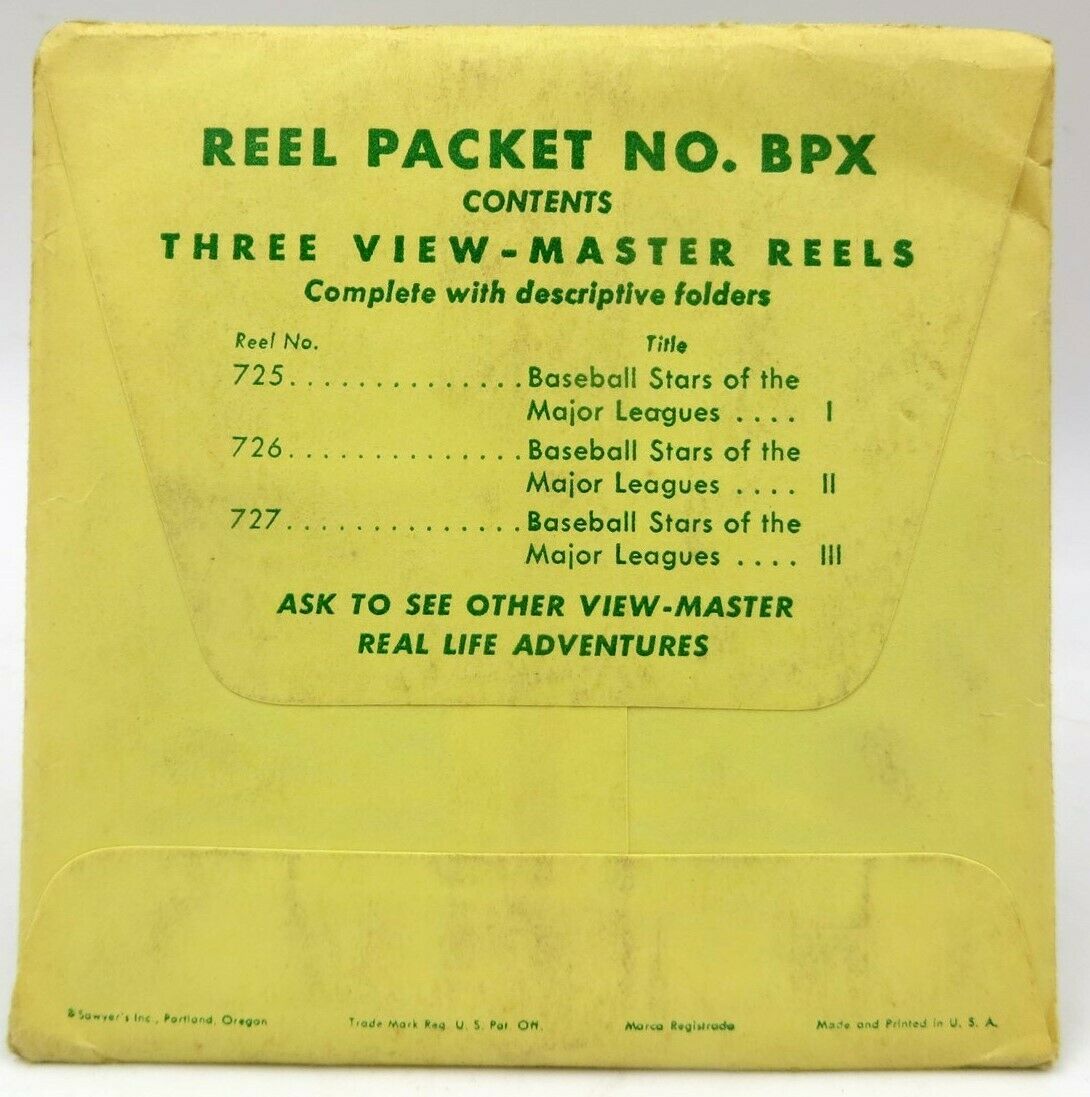 REEL PACKET NO. BPX
CONTENTS
THREE VIEW-MASTER REELS
Complete with descriptive folders
Reel No. Title
725.............. Baseball Stars of the
Major Leagues .... I
726.............. Baseball Stars of the
Major Leagues .... II
727.............. Baseball Stars of the
Major Leagues .... III
ASK TO SEE OTHER VIEW-MASTER
REAL LIFE ADVENTURES
Sawyer's Inc., Portland, Oregon Trade Mark Reg. U. S. Pat. Off. Marca Registrada Made and Printed in U. S. A.